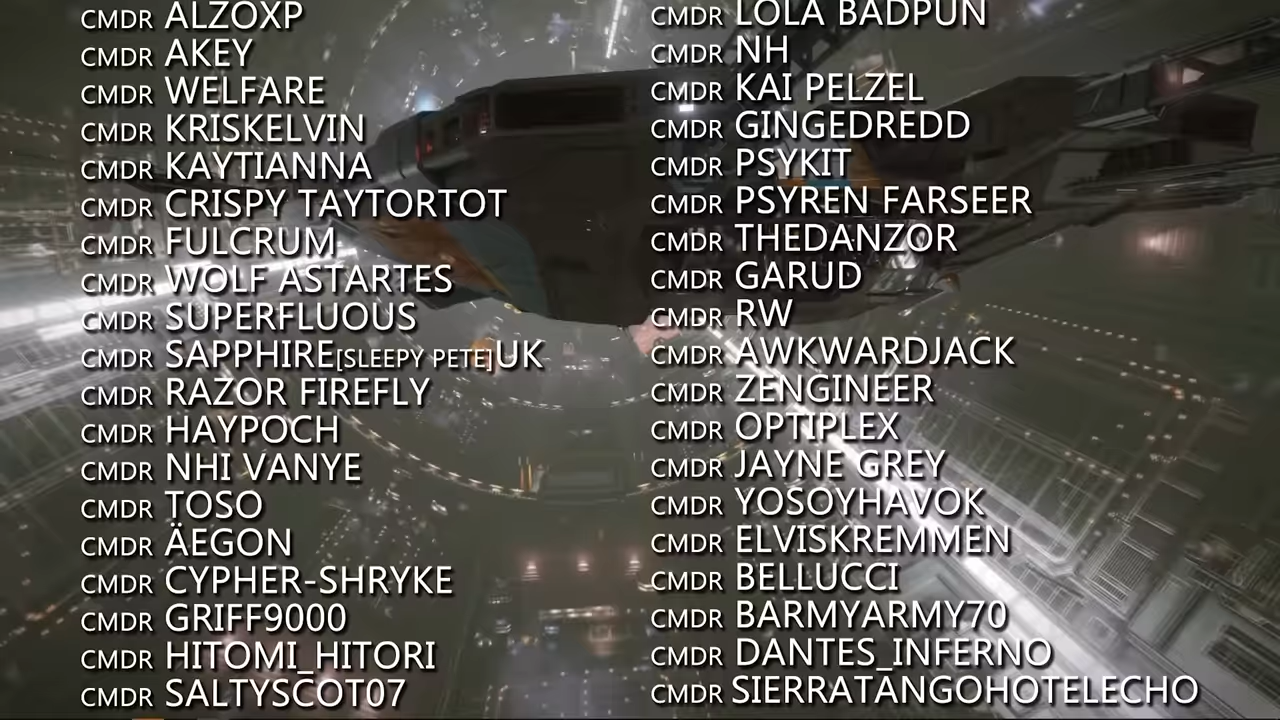 CMDR ALZOXP
CMDR AKEY
CMDR WELFARE
CMDR KRISKELVIN
CMDR KAYTIANNA
CMDR CRISPY TAYTORTOT
CMDR FULCRUM
CMDR WOLF ASTARTES
CMDR SUPERFLUOUS
CMDR SAPPHIRE[SLEEPY PETE]UK
CMDR RAZOR FIREFLY
CMDR HAYPOCH
CMDR NHI VANYE
CMDR TOSO
CMDR ÄEGON
CMDR CYPHER-SHRYKE
CMDR GRIFF9000
CMDR HITOMI_HITORI
CMDR SALTYSCOT07
CMDR LOLA BADPUN
CMDR NH
CMDR KAI PELZEL
CMDR GINGEDREDD
CMDR PSYKIT
CMDR PSYREN FARSEER
CMDR THEDANZOR
CMDR GARUD
CMDR RW
CMDR AWKWARDJACK
CMDR ZENGINEER
CMDR OPTIPLEX
CMDR JAYNE GREY
CMDR YOSOYHAVOK
CMDR ELVISKREMMEN
CMDR BELLUCCI
CMDR BARMYARMY70
CMDR DANTES_INFERNO
CMDR SIERRATANGOHOTELECHO